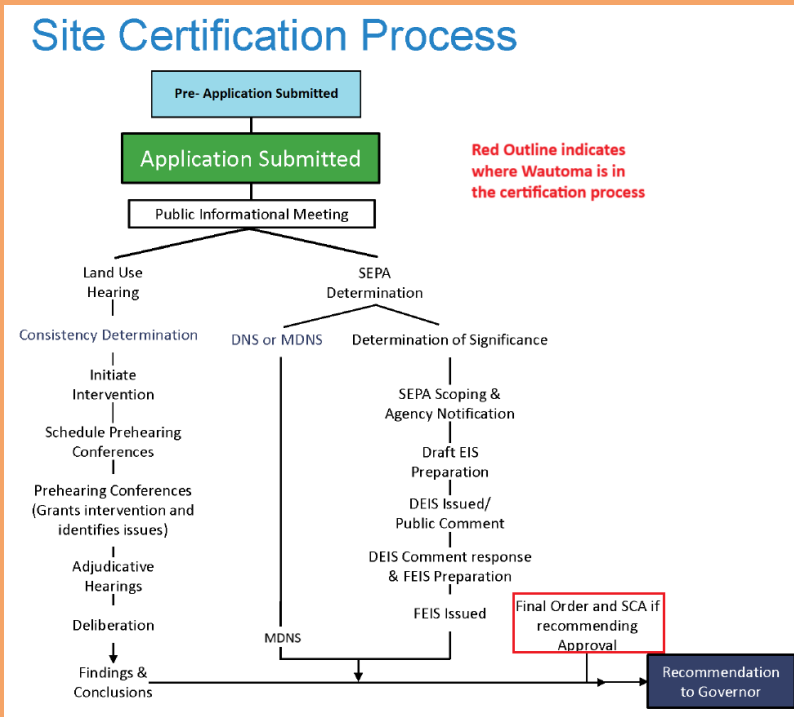 Site Certification Process
Pre- Application Submitted
Application Submitted
Red Outline indicates
where Wautoma is in
the certification process
Public Informational Meeting
Land Use
Hearing
Consistency Determination
Initiate
Intervention
Schedule Prehearing
Conferences
Prehearing Conferences
(Grants intervention and
identifies issues)
Adjudicative
Hearings
Deliberation
Findings &
Conclusions
SEPA
Determination
DNS or MDNS
MDNS
Determination of Significance
SEPA Scoping &
Agency Notification
Draft EIS
Preparation
DEIS Issued/
Public Comment
DEIS Comment response
& FEIS Preparation
FEIS Issued
Final Order and SCA if
recommending
Approval
Recommendation
to Governor